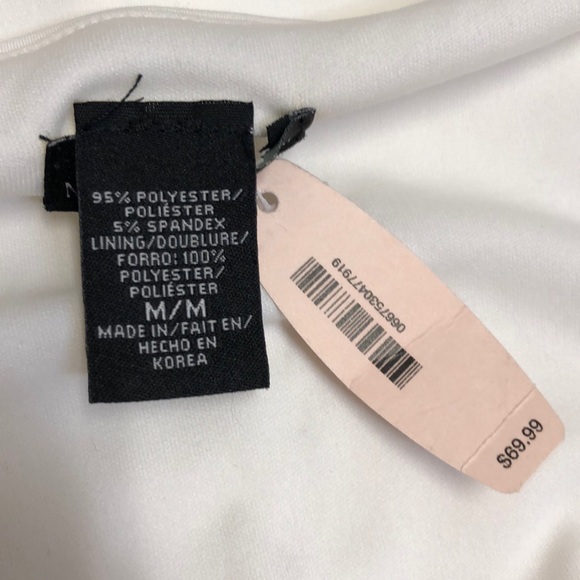 95% POLYESTER/
POLIÉSTER
5% SPANDEX
LINING/DOUBLURE/
FORRO: 100%
POLYESTER/
POLIÉSTER
M/M
MADE IN/FAIT EN/
HECHO EN
KOREA
0667530477919
$69.99